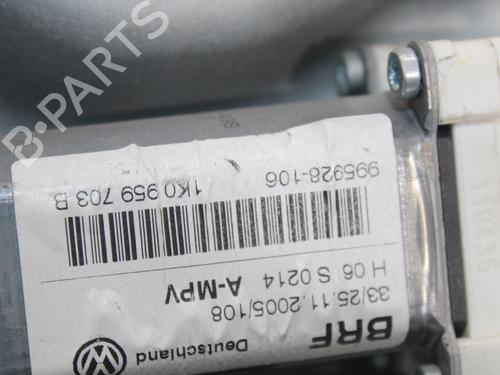 BRF
Deutschland
33/25.11.2005/108
H 06 S 0214 A-MPV
995928-106
1K0 959 703 B
B-PARTS